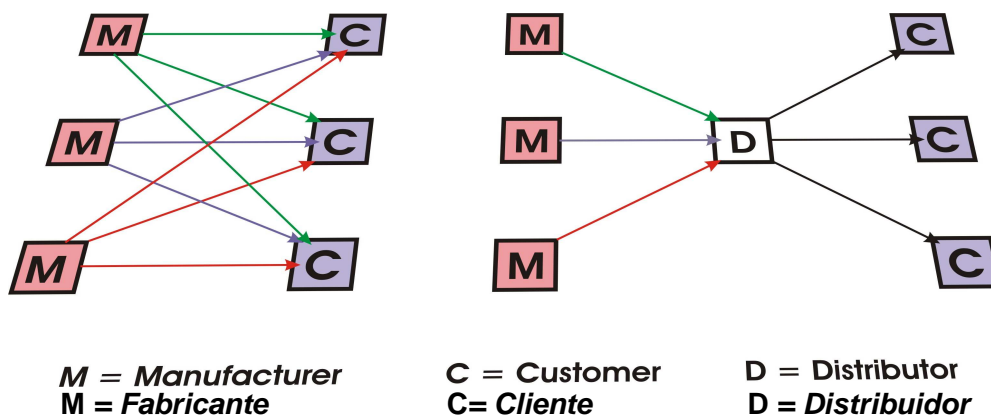 M C M C
M D C
M C M C
M = Manufacturer C = Customer D = Distributor
M = Fabricante C= Cliente D = Distribuidor